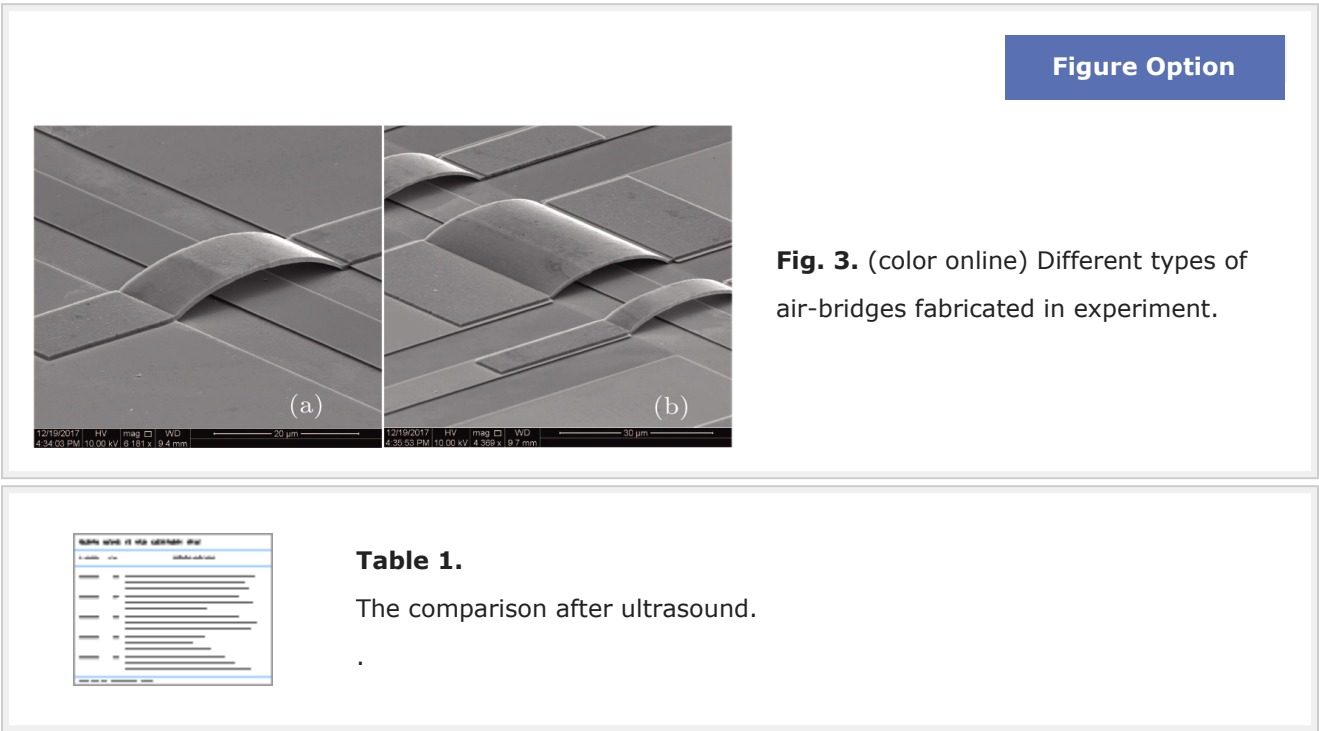 Figure Option
(a)
(b)
12/19/2017 HV mag WD 20 μm
4:34:03 PM 10.00 kV 6 181 x 9.4 mm
12/19/2017 HV mag WD 30 μm
4:35:53 PM 10.00 kV 4 369 x 9.7 mm
Fig. 3. (color online) Different types of
air-bridges fabricated in experiment.
Table 1.
The comparison after ultrasound.
.